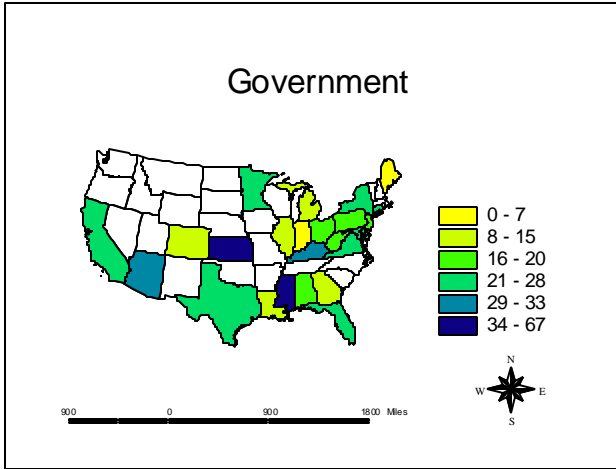 Government
0 - 7
8 - 15
16 - 20
21 - 28
29 - 33
34 - 67
N
W E
S
900 0 900 1800 Miles